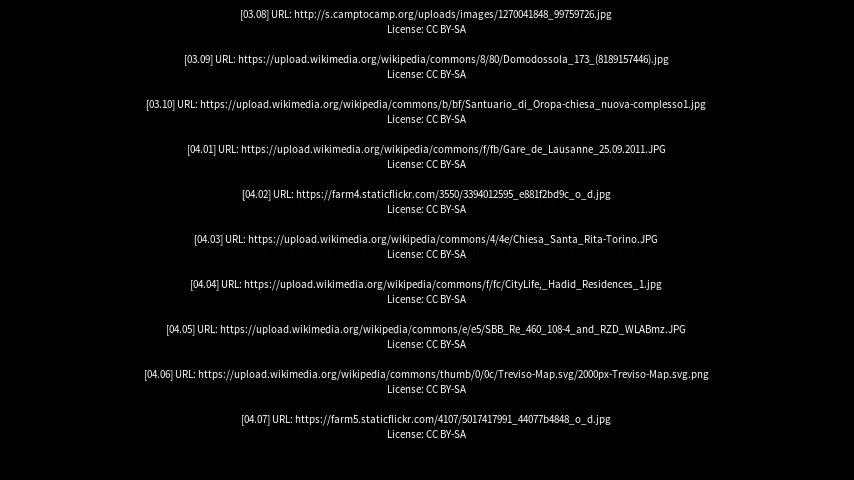 [03.08] URL: http://s.camptocamp.org/uploads/images/1270041848_99759726.jpg
License: CC BY-SA
[03.09] URL: https://upload.wikimedia.org/wikipedia/commons/8/80/Domodossola_173_(8189157446).jpg
License: CC BY-SA
[03.10] URL: https://upload.wikimedia.org/wikipedia/commons/b/bf/Santuario_di_Oropa-chiesa_nuova-complesso1.jpg
License: CC BY-SA
[04.01] URL: https://upload.wikimedia.org/wikipedia/commons/f/fb/Gare_de_Lausanne_25.09.2011.JPG
License: CC BY-SA
[04.02] URL: https://farm4.staticflickr.com/3550/3394012595_e881f2bd9c_o_d.jpg
License: CC BY-SA
[04.03] URL: https://upload.wikimedia.org/wikipedia/commons/4/4e/Chiesa_Santa_Rita-Torino.JPG
License: CC BY-SA
[04.04] URL: https://upload.wikimedia.org/wikipedia/commons/f/fc/CityLife,_Hadid_Residences_1.jpg
License: CC BY-SA
[04.05] URL: https://upload.wikimedia.org/wikipedia/commons/e/e5/SBB_Re_460_108-4_and_RZD_WLABmz.JPG
License: CC BY-SA
[04.06] URL: https://upload.wikimedia.org/wikipedia/commons/thumb/0/0c/Treviso-Map.svg/2000px-Treviso-Map.svg.png
License: CC BY-SA
[04.07] URL: https://farm5.staticflickr.com/4107/5017417991_44077b4848_o_d.jpg
License: CC BY-SA